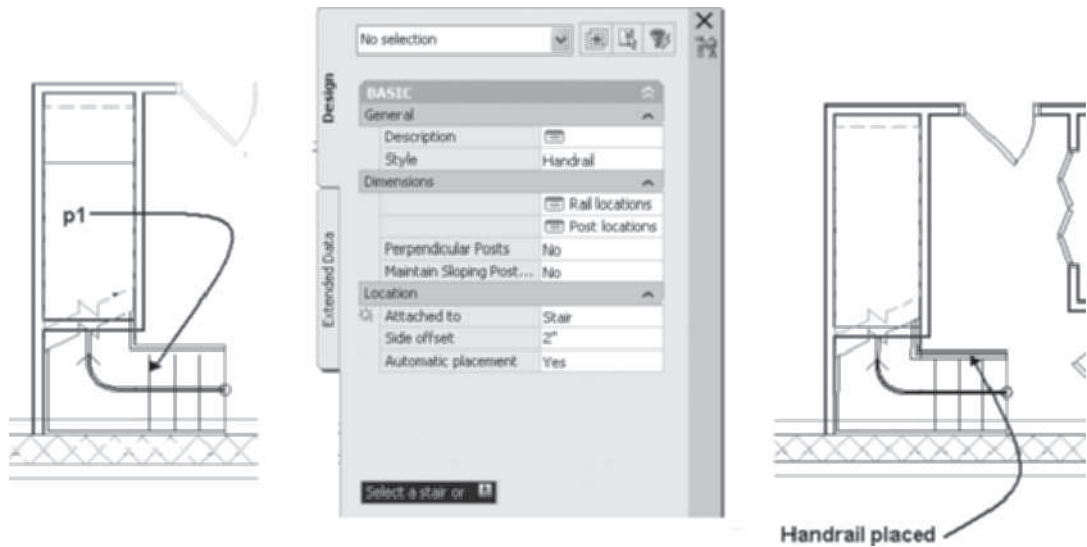 p1
No selection
Design
BASIC
General
Description
Style Handrail
Dimensions
Rail locations
Post locations
Perpendicular Posts No
Maintain Sloping Post... No
Location
Attached to Stair
Side offset 2"
Automatic placement Yes
Extended Data
Select a stair or
Handrail placed